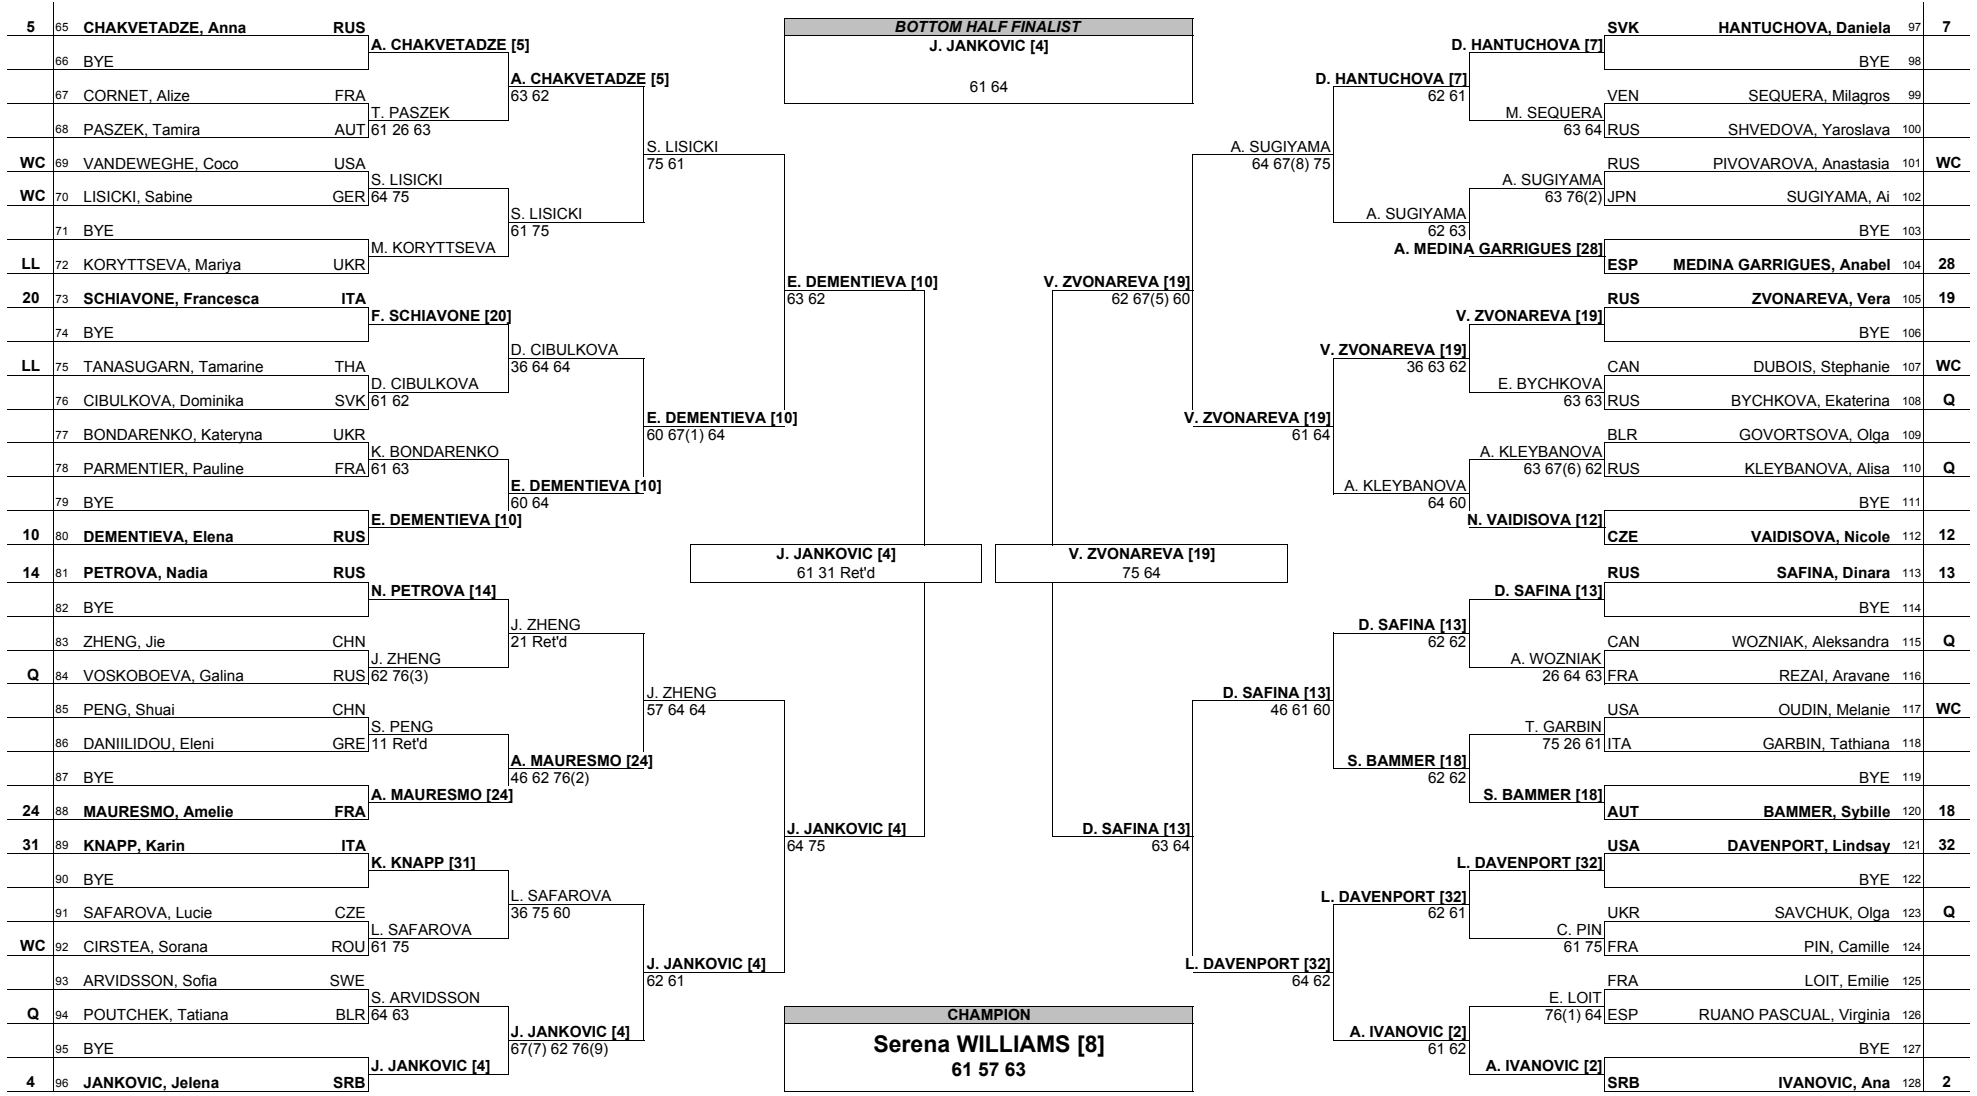 5 65 CHAKVETADZE, Anna RUS
66 BYE
67 CORNET, Alize FRA
68 PASZEK, Tamira AUT
WC 69 VANDEWEGHE, Coco USA
WC 70 LISICKI, Sabine GER
71 BYE
LL 72 KORYTTSEVA, Mariya UKR
20 73 SCHIAVONE, Francesca ITA
74 BYE
LL 75 TANASUGARN, Tamarine THA
76 CIBULKOVA, Dominika SVK
77 BONDARENKO, Kateryna UKR
78 PARMENTIER, Pauline FRA
79 BYE
10 80 DEMENTIEVA, Elena RUS
14 81 PETROVA, Nadia RUS
82 BYE
83 ZHENG, Jie CHN
Q 84 VOSKOBOEVA, Galina RUS
85 PENG, Shuai CHN
86 DANIILIDOU, Eleni GRE
87 BYE
24 88 MAURESMO, Amelie FRA
31 89 KNAPP, Karin ITA
90 BYE
91 SAFAROVA, Lucie CZE
WC 92 CIRSTEA, Sorana ROU
93 ARVIDSSON, Sofia SWE
Q 94 POUTCHEK, Tatiana BLR
95 BYE
4 96 JANKOVIC, Jelena SRB
A. CHAKVETADZE [5]
T. PASZEK
61 26 63
S. LISICKI
64 75
M. KORYTTSEVA
F. SCHIAVONE [20]
D. CIBULKOVA
61 62
K. BONDARENKO
61 63
E. DEMENTIEVA [10]
N. PETROVA [14]
J. ZHENG
62 76(3)
S. PENG
11 Ret'd
A. MAURESMO [24]
K. KNAPP [31]
L. SAFAROVA
61 75
S. ARVIDSSON
64 63
J. JANKOVIC [4]
A. CHAKVETADZE [5]
63 62
S. LISICKI
61 75
D. CIBULKOVA
36 64 64
E. DEMENTIEVA [10]
60 64
J. ZHENG
21 Ret'd
A. MAURESMO [24]
46 62 76(2)
L. SAFAROVA
36 75 60
J. JANKOVIC [4]
67(7) 62 76(9)
S. LISICKI
75 61
E. DEMENTIEVA [10]
60 67(1) 64
J. ZHENG
57 64 64
J. JANKOVIC [4]
62 61
E. DEMENTIEVA [10]
63 62
J. JANKOVIC [4]
64 75
J. JANKOVIC [4]
61 31 Ret'd
BOTTOM HALF FINALIST
J. JANKOVIC [4]
61 64
CHAMPION
Serena WILLIAMS [8]
61 57 63
V. ZVONAREVA [19]
75 64
V. ZVONAREVA [19]
62 67(5) 60
D. SAFINA [13]
63 64
A. SUGIYAMA
64 67(8) 75
V. ZVONAREVA [19]
61 64
D. SAFINA [13]
46 61 60
L. DAVENPORT [32]
64 62
D. HANTUCHOVA [7]
62 61
A. SUGIYAMA
62 63
V. ZVONAREVA [19]
36 63 62
A. KLEYBANOVA
64 60
D. SAFINA [13]
62 62
S. BAMMER [18]
62 62
L. DAVENPORT [32]
62 61
A. IVANOVIC [2]
61 62
D. HANTUCHOVA [7]
M. SEQUERA
63 64
A. SUGIYAMA
63 76(2)
A. MEDINA GARRIGUES [28]
V. ZVONAREVA [19]
E. BYCHKOVA
63 63
A. KLEYBANOVA
63 67(6) 62
N. VAIDISOVA [12]
D. SAFINA [13]
A. WOZNIAK
26 64 63
T. GARBIN
75 26 61
S. BAMMER [18]
L. DAVENPORT [32]
C. PIN
61 75
E. LOIT
76(1) 64
A. IVANOVIC [2]
SVK HANTUCHOVA, Daniela 97 7
BYE 98
VEN SEQUERA, Milagros 99
RUS SHVEDOVA, Yaroslava 100
RUS PIVOVAROVA, Anastasia 101 WC
JPN SUGIYAMA, Ai 102
BYE 103
ESP MEDINA GARRIGUES, Anabel 104 28
RUS ZVONAREVA, Vera 105 19
BYE 106
CAN DUBOIS, Stephanie 107 WC
RUS BYCHKOVA, Ekaterina 108 Q
BLR GOVORTSOVA, Olga 109
RUS KLEYBANOVA, Alisa 110 Q
BYE 111
CZE VAIDISOVA, Nicole 112 12
RUS SAFINA, Dinara 113 13
BYE 114
CAN WOZNIAK, Aleksandra 115 Q
FRA REZAI, Aravane 116
USA OUDIN, Melanie 117 WC
ITA GARBIN, Tathiana 118
BYE 119
AUT BAMMER, Sybille 120 18
USA DAVENPORT, Lindsay 121 32
BYE 122
UKR SAVCHUK, Olga 123 Q
FRA PIN, Camille 124
FRA LOIT, Emilie 125
ESP RUANO PASCUAL, Virginia 126
BYE 127
SRB IVANOVIC, Ana 128 2